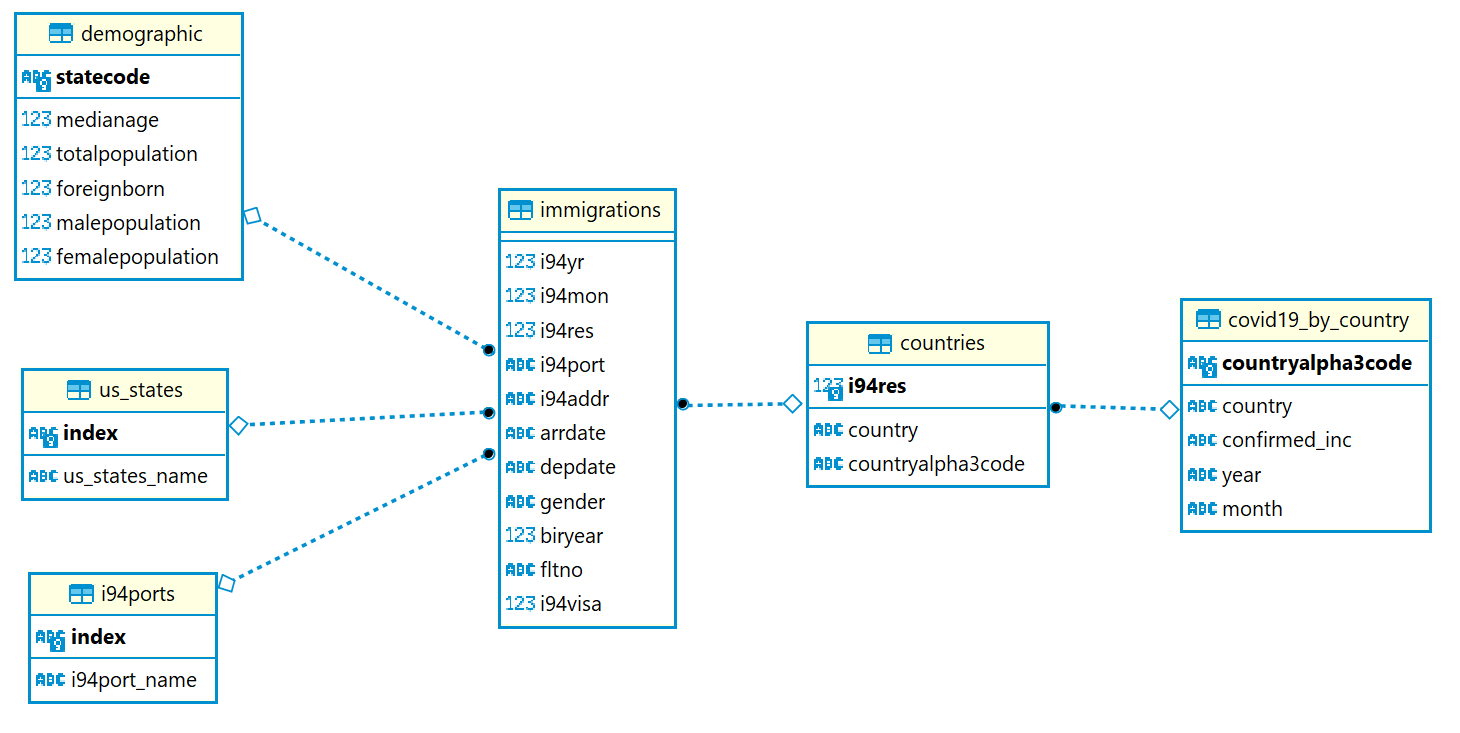 demographic
ABC statecode
123 medianage
123 totalpopulation
123 foreignborn
123 malepopulation
123 femalepopulation
us_states
ABC index
ABC us_states_name
i94ports
ABC index
ABC i94port_name
immigrations
123 i94yr
123 i94mon
123 i94res
ABC i94port
ABC i94addr
ABC arrdate
ABC depdate
ABC gender
123 biryear
ABC fltno
123 i94visa
countries
123 i94res
ABC country
ABC countryalpha3code
covid19_by_country
ABC countryalpha3code
ABC country
ABC confirmed_inc
ABC year
ABC month